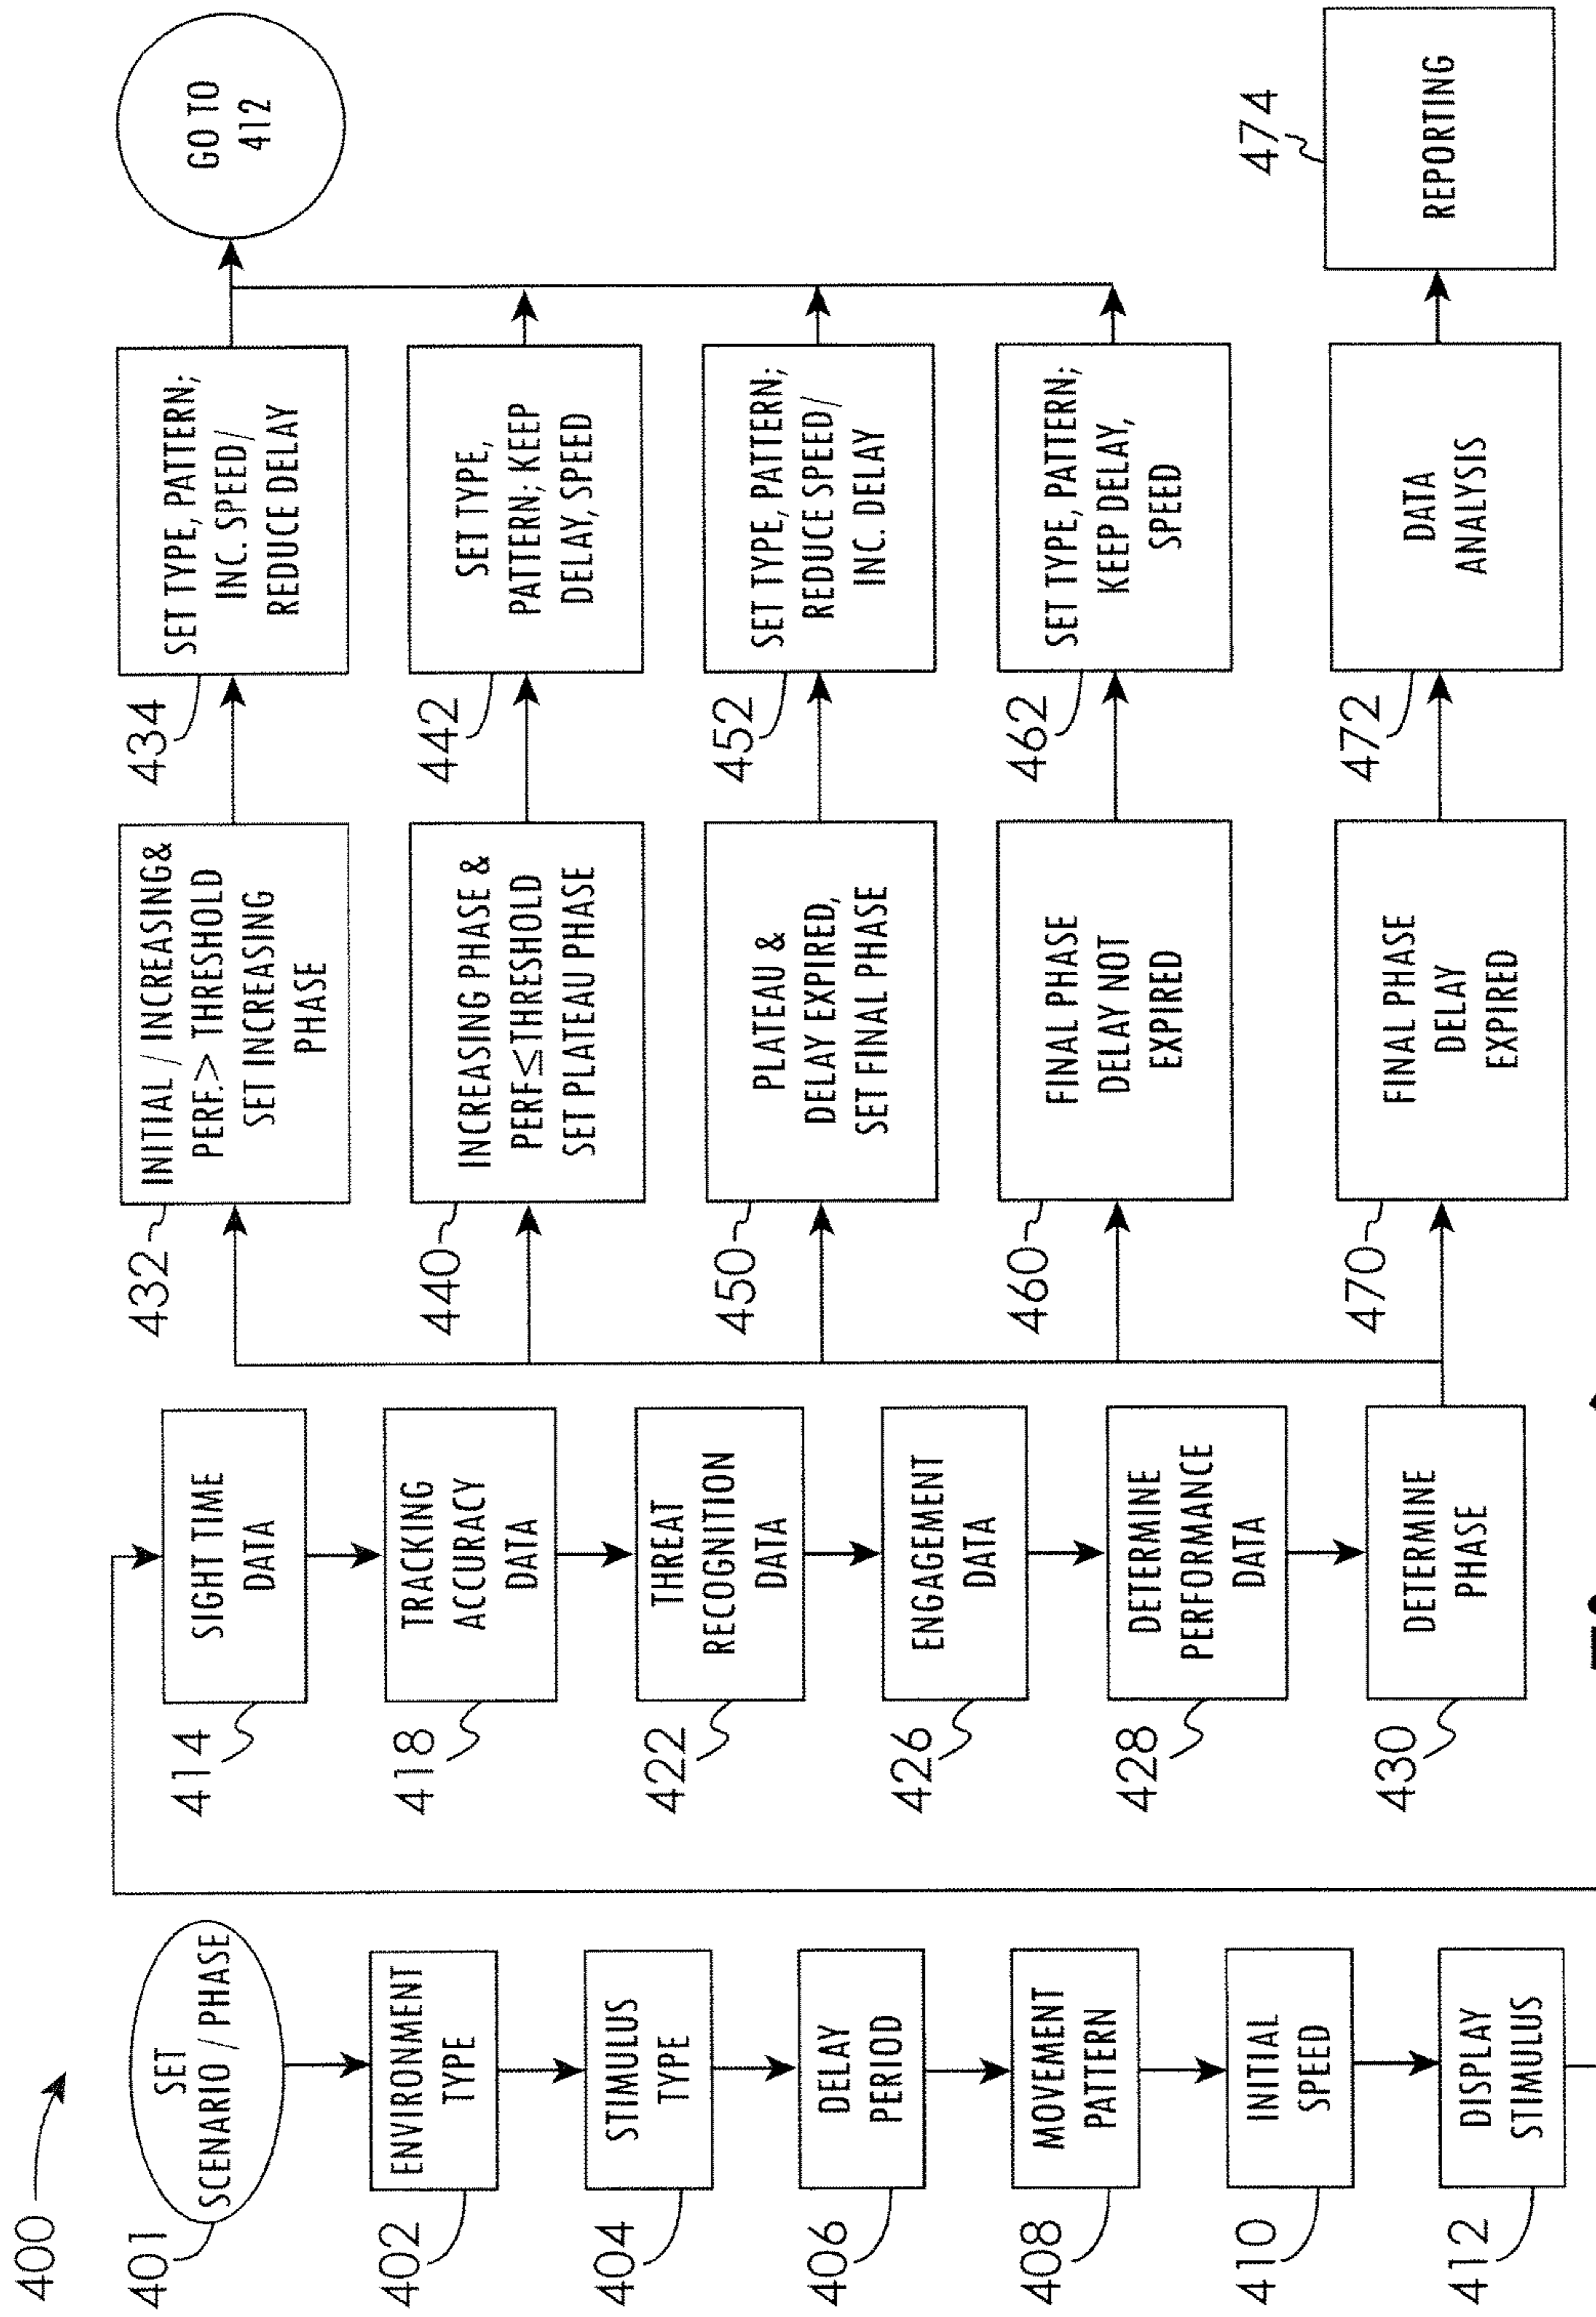 400
401
SET
SCENARIO / PHASE
402
ENVIRONMENT
TYPE
404
STIMULUS
TYPE
406
DELAY
PERIOD
408
MOVEMENT
PATTERN
410
INITIAL
SPEED
412
DISPLAY
STIMULUS
414
SIGHT TIME
DATA
418
TRACKING
ACCURACY
DATA
422
THREAT
RECOGNITION
DATA
426
ENGAGEMENT
DATA
428
DETERMINE
PERFORMANCE
DATA
430
DETERMINE
PHASE
432
INITIAL / INCREASING&
PERF.> THRESHOLD
SET INCREASING
PHASE
434
SET TYPE, PATTERN;
INC. SPEED/
REDUCE DELAY
440
INCREASING PHASE &
PERF≤THRESHOLD
SET PLATEAU PHASE
442
SET TYPE,
PATTERN; KEEP
DELAY, SPEED
450
PLATEAU &
DELAY EXPIRED,
SET FINAL PHASE
452
SET TYPE, PATTERN;
REDUCE SPEED/
INC. DELAY
460
FINAL PHASE
DELAY NOT
EXPIRED
462
SET TYPE, PATTERN;
KEEP DELAY,
SPEED
470
FINAL PHASE
DELAY
EXPIRED
472
DATA
ANALYSIS
474
REPORTING
GO TO
412